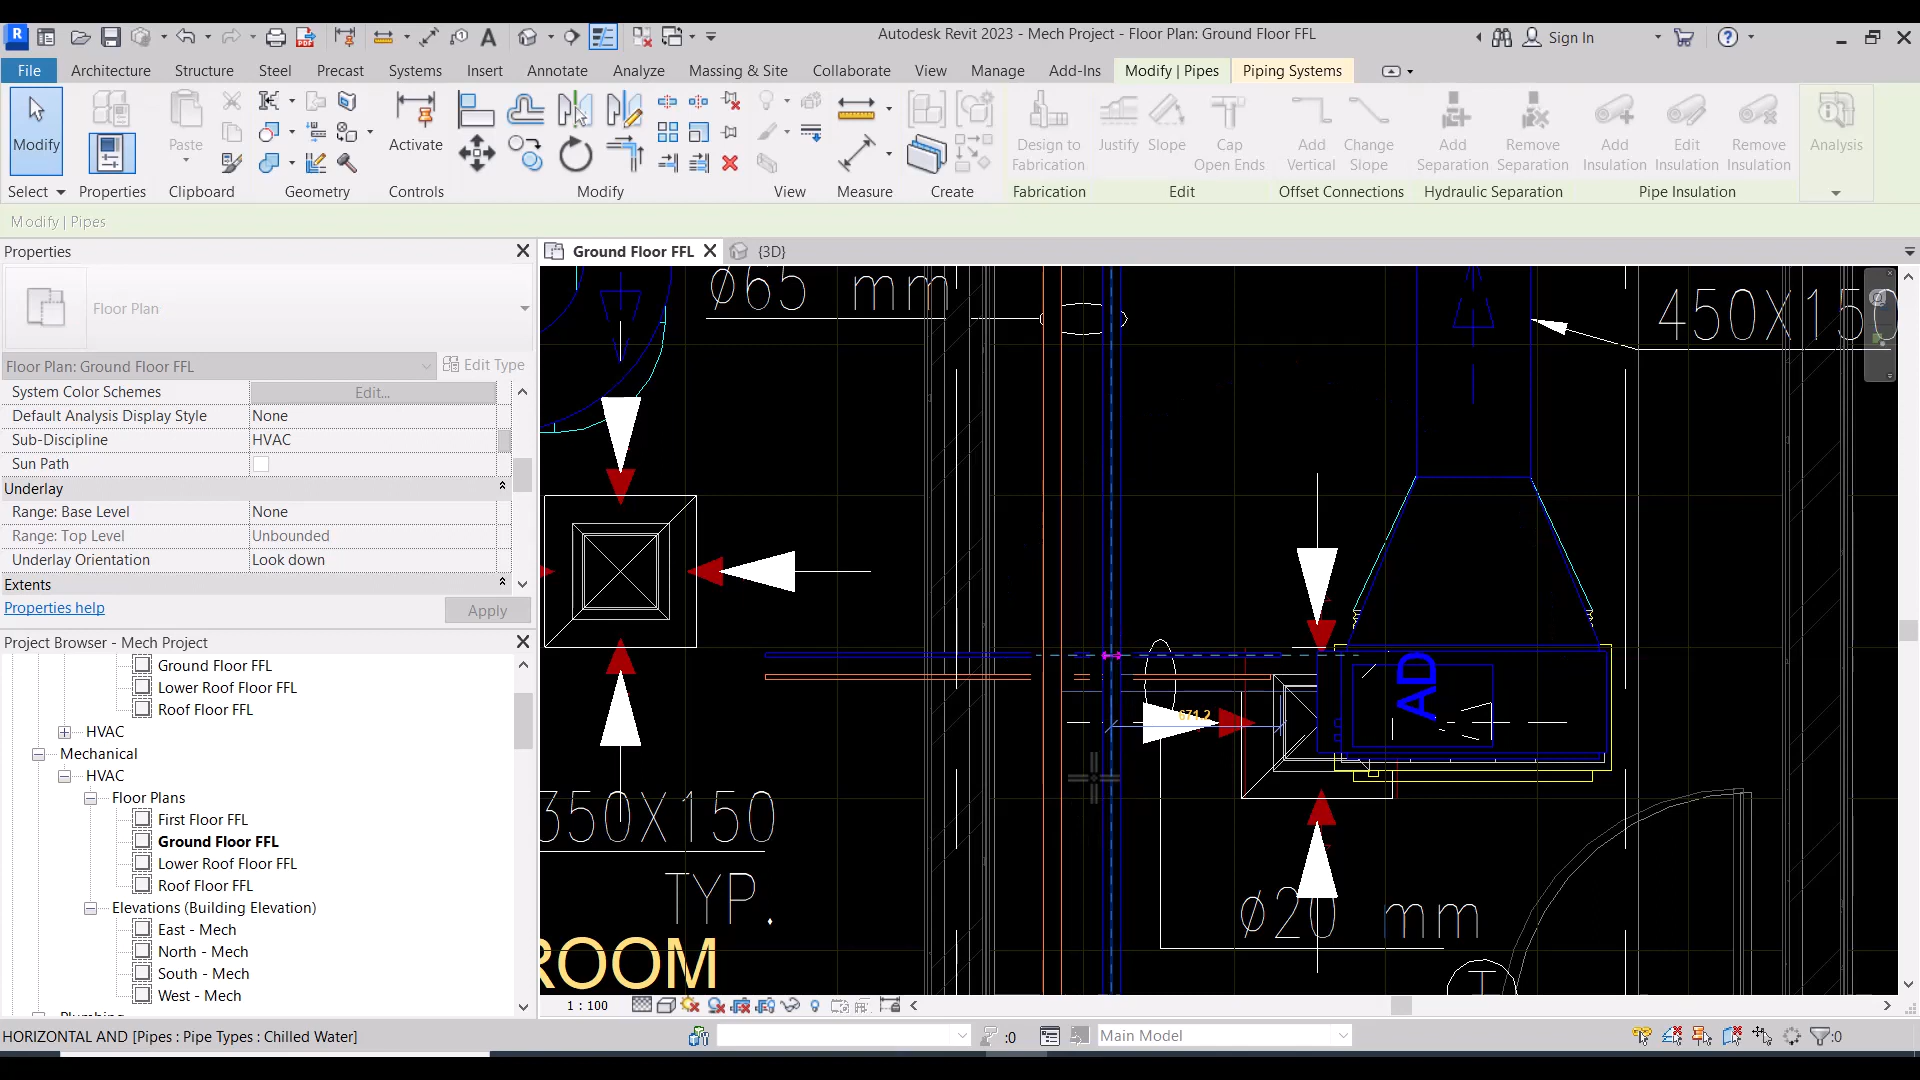 Autodesk Revit 2023 - Mech Project - Floor Plan: Ground Floor FFL
Sign In
File Architecture Structure Steel Precast Systems Insert Annotate Analyze Massing & Site Collaborate View Manage Add-Ins Modify | Pipes Piping Systems
Modify
Paste
Activate
Design to Fabrication
Justify
Slope
Cap Open Ends
Add Vertical
Change Slope
Add Separation
Remove Separation
Add Insulation
Edit Insulation
Remove Insulation
Analysis
Select Properties Clipboard Geometry Controls Modify View Measure Create Fabrication Edit Offset Connections Hydraulic Separation Pipe Insulation
Modify | Pipes
Properties
Floor Plan
Floor Plan: Ground Floor FFL
Edit Type
System Color Schemes Edit...
Default Analysis Display Style None
Sub-Discipline HVAC
Sun Path
Underlay
Range: Base Level None
Range: Top Level Unbounded
Underlay Orientation Look down
Extents
Properties help
Apply
Project Browser - Mech Project
Ground Floor FFL
Lower Roof Floor FFL
Roof Floor FFL
HVAC
Mechanical
HVAC
Floor Plans
First Floor FFL
Ground Floor FFL
Lower Roof Floor FFL
Roof Floor FFL
Elevations (Building Elevation)
East - Mech
North - Mech
South - Mech
West - Mech
Ground Floor FFL
{3D}
ø65 mm
450X150
AD
671.2
350X150
TYP.
ø20 mm
ROOM
T
1 : 100
HORIZONTAL AND [Pipes : Pipe Types : Chilled Water]
:0
Main Model
:0